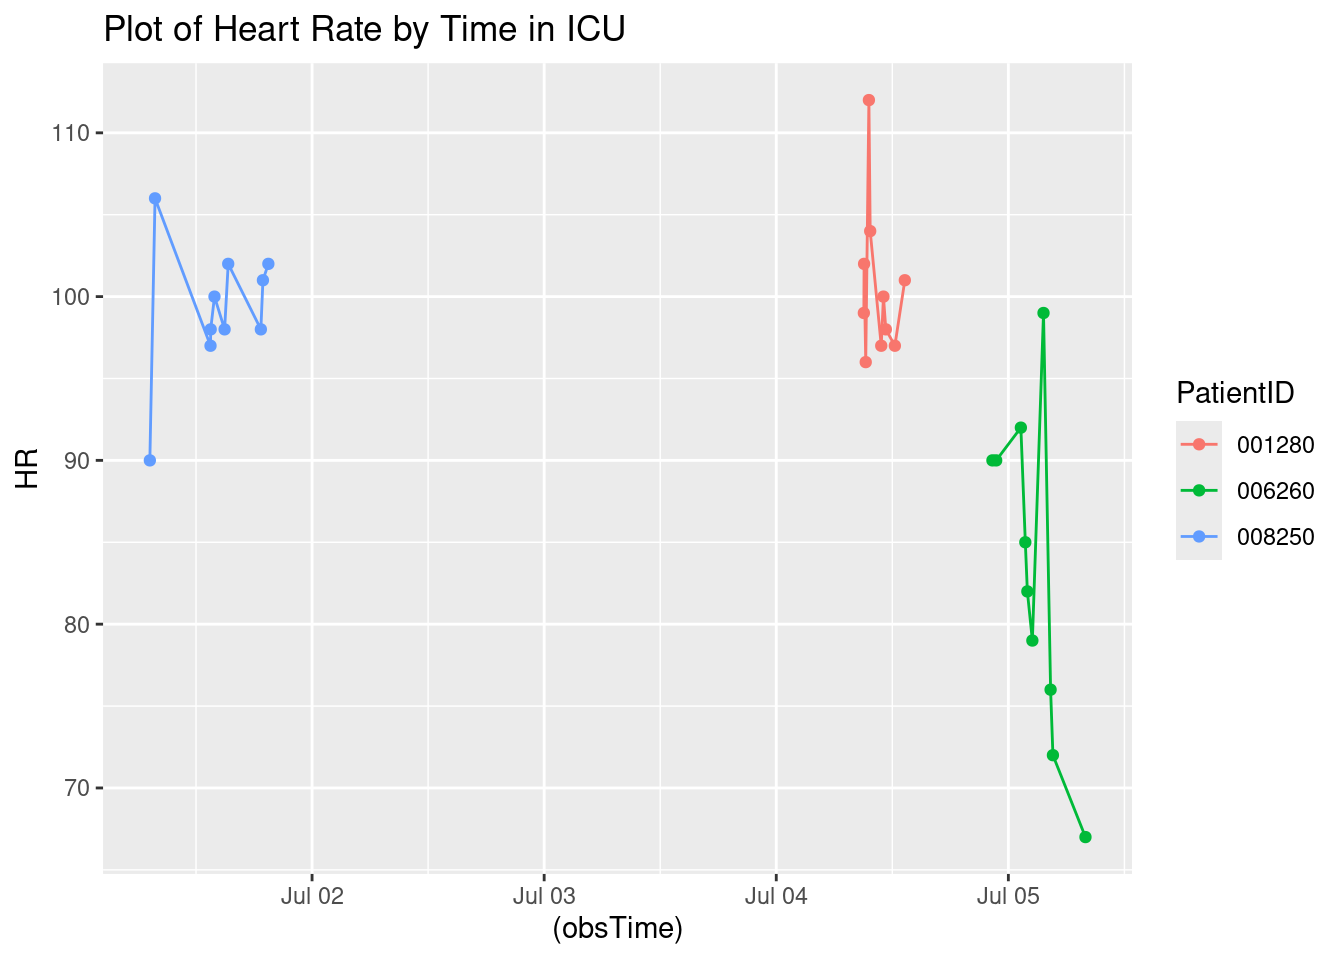 Plot of Heart Rate by Time in ICU
110
100
90
80
70
HR
Jul 02
Jul 03
Jul 04
Jul 05
(obsTime)
PatientID
001280
006260
008250